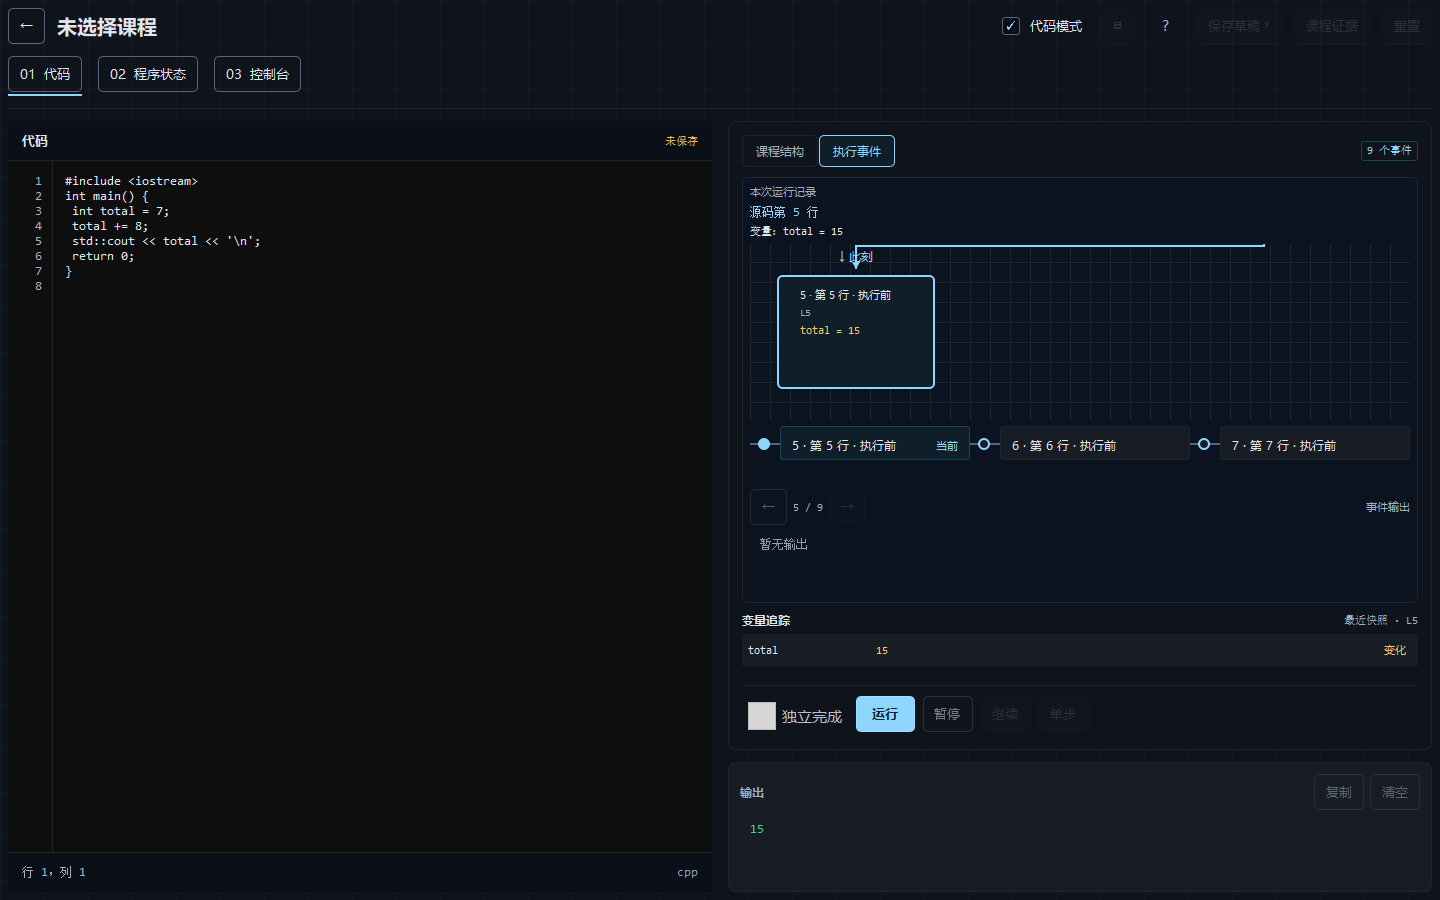 ← 未选择课程
✓ 代码模式 ⊞ ? 保存草稿 * 课程证据 重置
01 代码 02 程序状态 03 控制台
代码 未保存
1 #include <iostream>
2 int main() {
3 int total = 7;
4 total += 8;
5 std::cout << total << '\n';
6 return 0;
7 }
8
行 1，列 1 cpp
课程结构 执行事件 9 个事件
本次运行记录
源码第 5 行
变量: total = 15
↓ 此刻
5 · 第 5 行 · 执行前
L5
total = 15
5 · 第 5 行 · 执行前 当前 6 · 第 6 行 · 执行前 7 · 第 7 行 · 执行前
← 5 / 9 → 事件输出
暂无输出
变量追踪 最近快照 · L5
total 15 变化
独立完成 运行 暂停 继续 单步
输出 复制 清空
15